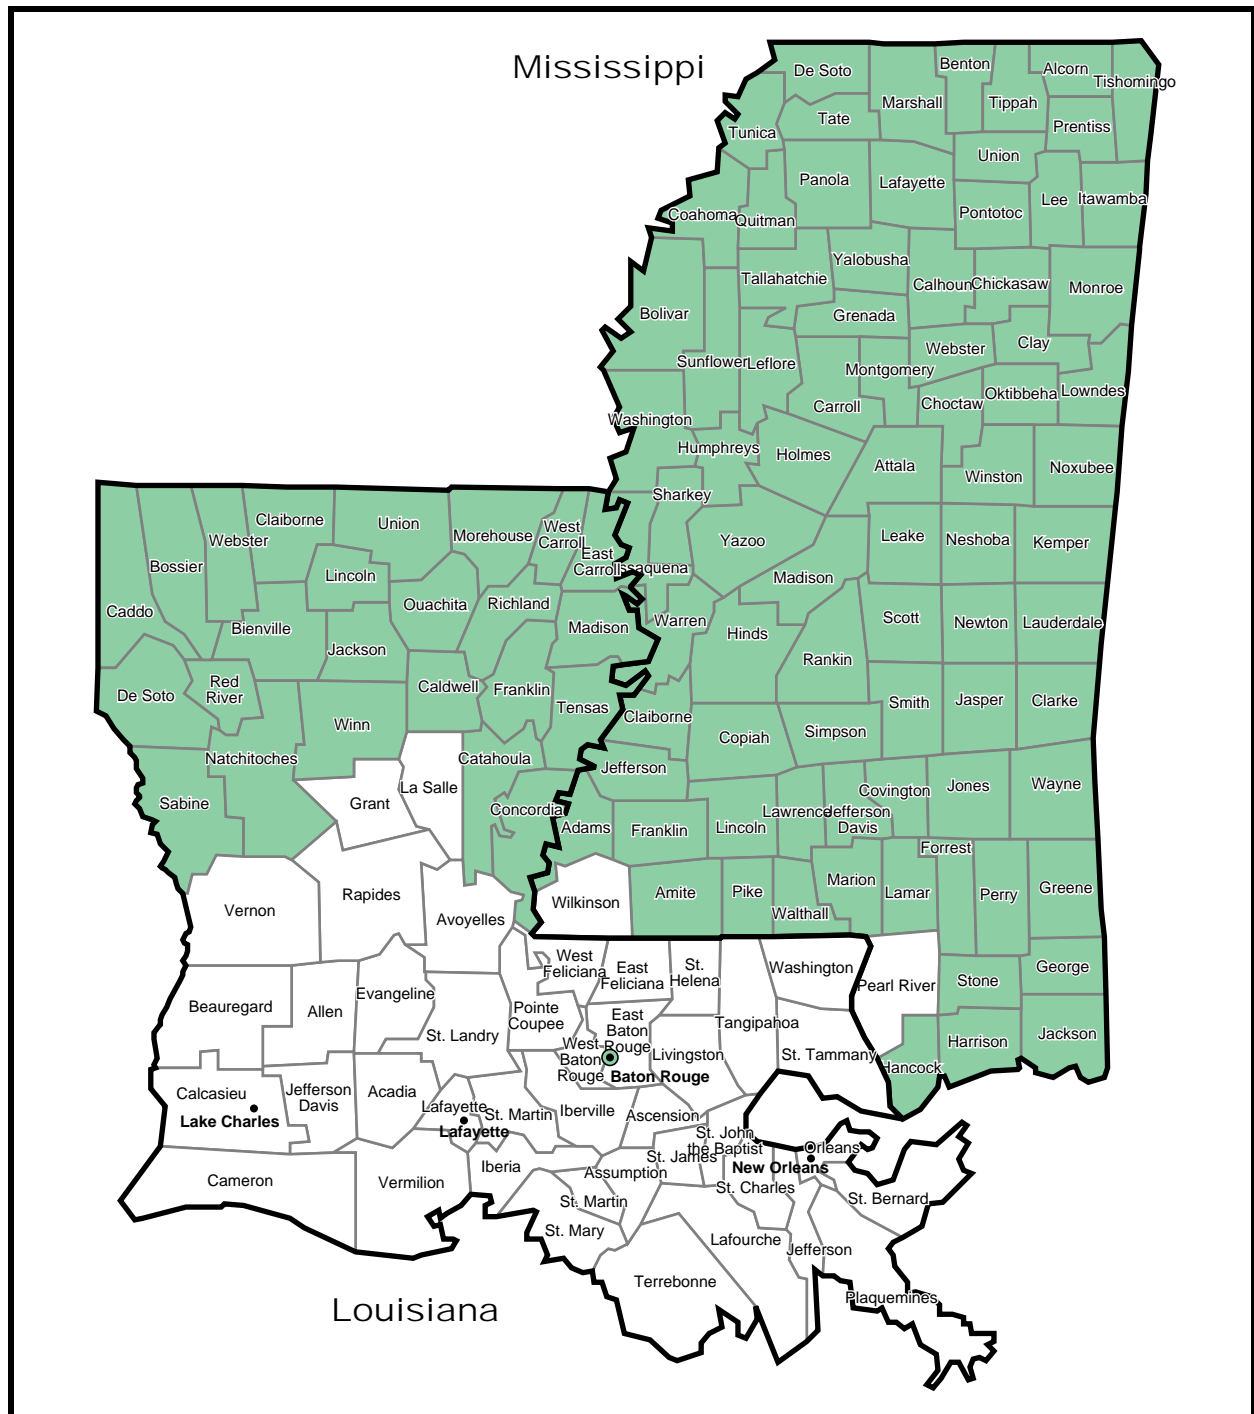 Mississippi
De Soto
Benton
Alcorn
Tishomingo
Marshall
Tippah
Tate
Tunica
Prentiss
Union
Panola
Lafayette
Lee
Itawamba
Coahoma
Quitman
Pontotoc
Yalobusha
Tallahatchie
Calhoun
Chickasaw
Monroe
Bolivar
Grenada
Sunflower
Leflore
Webster
Clay
Montgomery
Carroll
Choctaw
Oktibbeha
Lowndes
Washington
Humphreys
Holmes
Attala
Winston
Noxubee
Sharkey
Yazoo
Leake
Neshoba
Kemper
Issaquena
Madison
Warren
Hinds
Scott
Newton
Lauderdale
Rankin
Claiborne
Smith
Jasper
Clarke
Copiah
Simpson
Jefferson
Covington
Jones
Wayne
Adams
Franklin
Lincoln
Lawrence
Jefferson
Davis
Forrest
Wilkinson
Amite
Pike
Walthall
Marion
Lamar
Perry
Greene
Pearl River
Stone
George
Hancock
Harrison
Jackson
Caddo
Bossier
Webster
Claiborne
Union
Morehouse
West
Carroll
East
Carroll
Lincoln
Ouachita
Richland
Madison
Bienville
Jackson
De Soto
Red
River
Caldwell
Franklin
Tensas
Winn
Natchitoches
Catahoula
Sabine
Grant
La Salle
Concordia
Vernon
Rapides
Avoyelles
West
Feliciana
East
Feliciana
St.
Helena
Washington
Beauregard
Allen
Evangeline
St. Landry
Pointe
Coupee
East
Baton
Rouge
Tangipahoa
West
Baton
Rouge
Livingston
St. Tammany
Baton Rouge
Calcasieu
Lake Charles
Jefferson
Davis
Acadia
Lafayette
Lafayette
St. Martin
Iberville
Ascension
St. John
the Baptist
St. James
Orleans
New Orleans
Cameron
Vermilion
Iberia
Assumption
St. Charles
St. Bernard
St. Martin
St. Mary
Lafourche
Jefferson
Terrebonne
Plaquemines
Louisiana